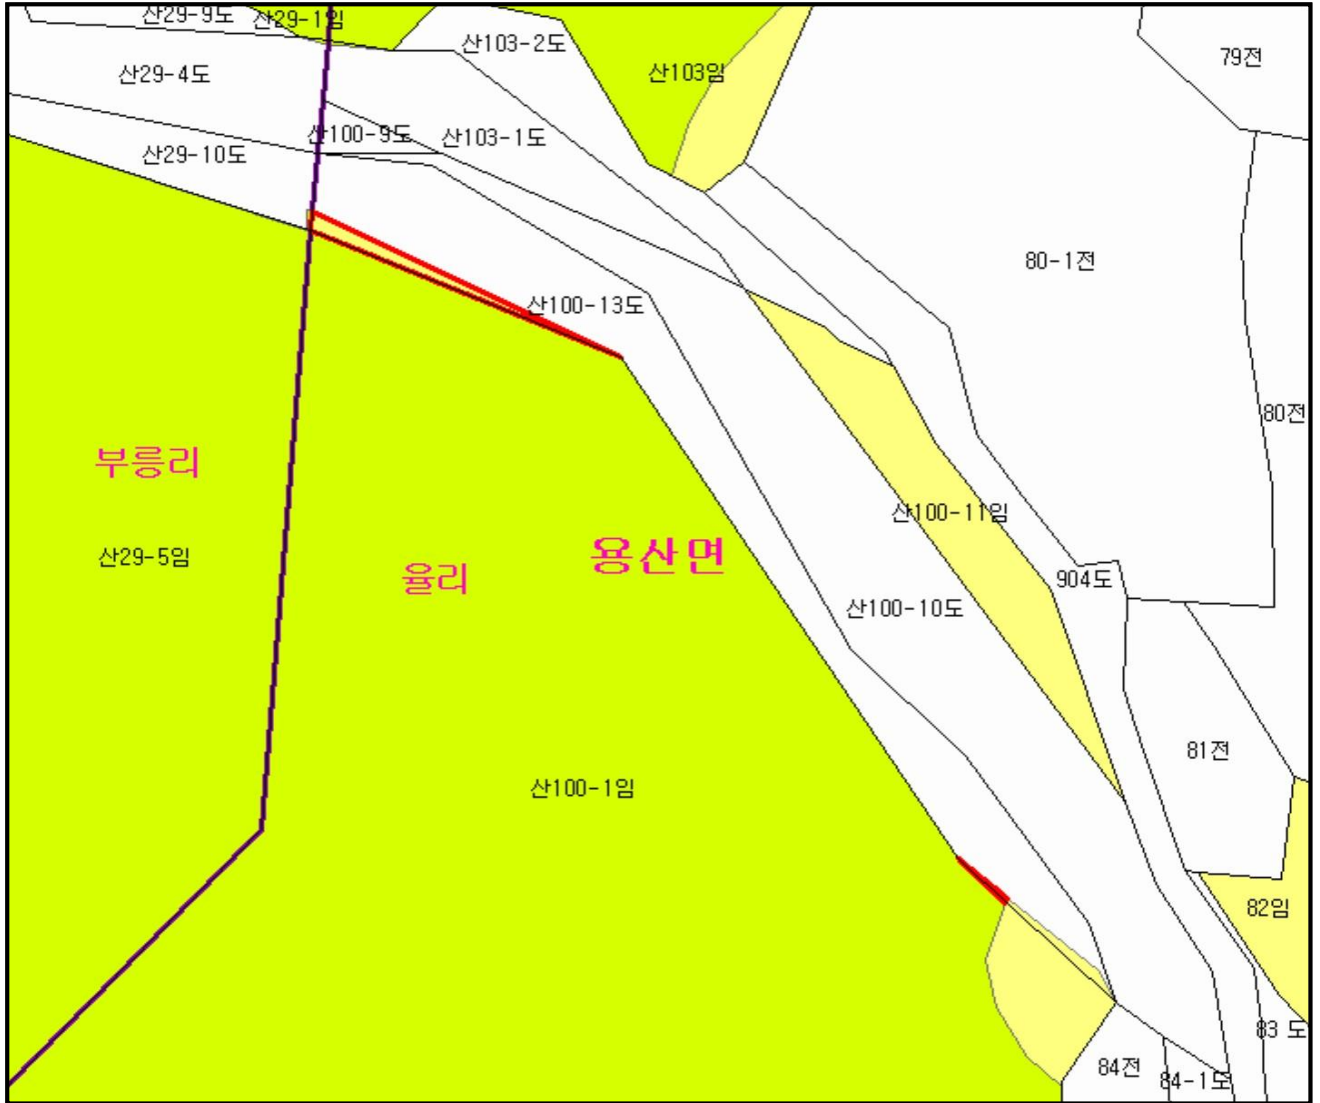 산29-9도
산29-1임
산103-2도
산29-4도
산103임
79전
산100-9도
산103-1도
산29-10도
80-1전
산100-13도
80전
부릉리
산100-11임
용산면
산29-5임
율리
904도
산100-10도
81전
산100-1임
82임
83 도
84전
84-1도